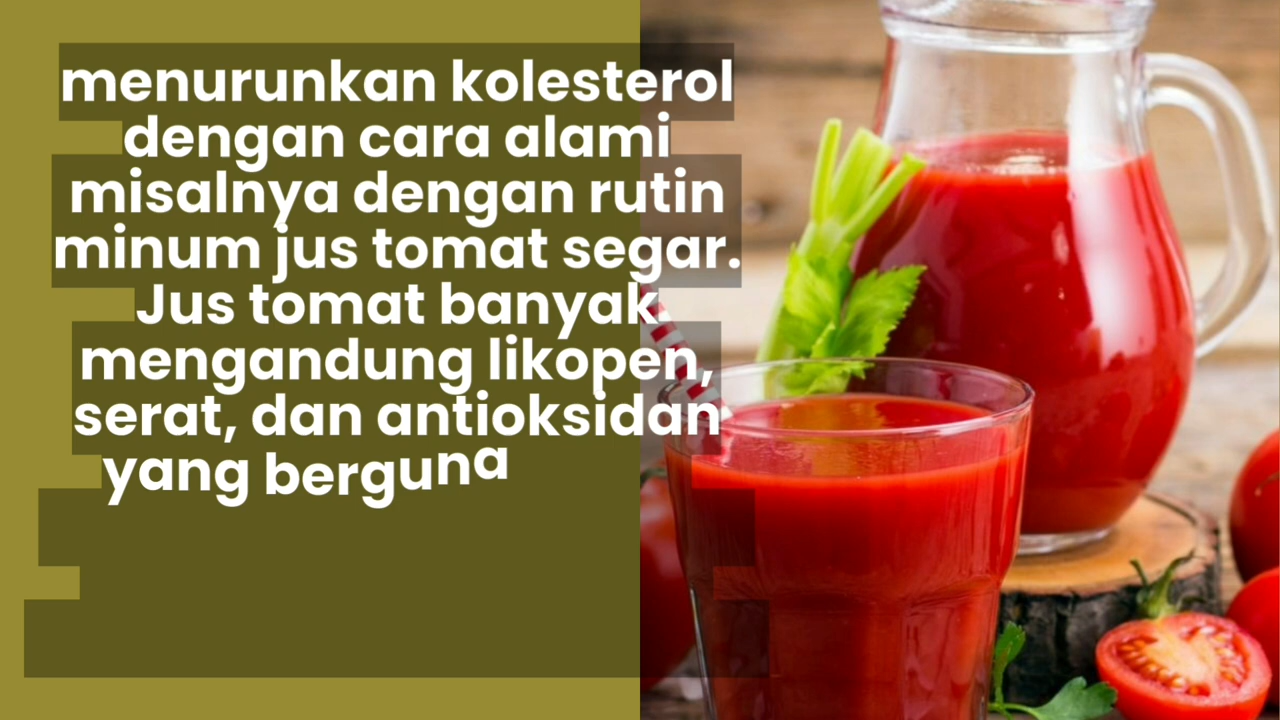 menurunkan kolesterol
dengan cara alami
misalnya dengan rutin
minum jus tomat segar.
Jus tomat banyak
mengandung likopen,
serat, dan antioksidan
yang berguna